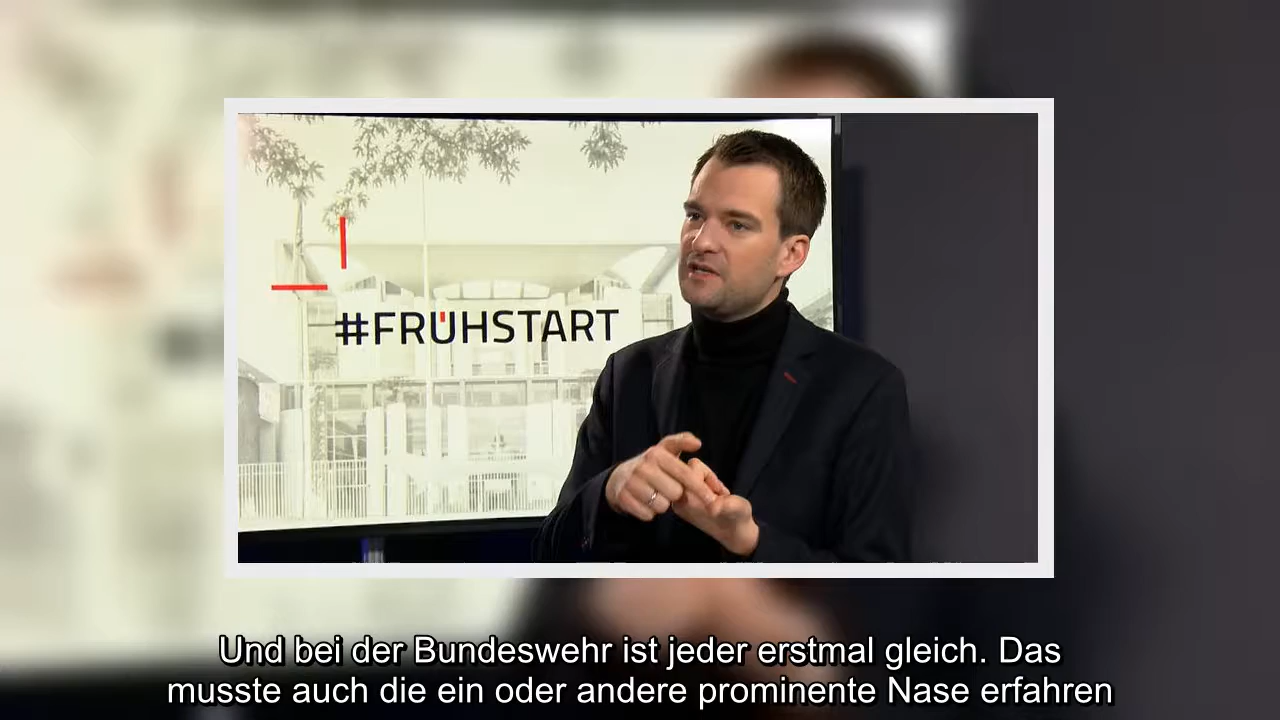 #FRÜHSTART
Und bei der Bundeswehr ist jeder erstmal gleich. Das
musste auch die ein oder andere prominente Nase erfahren